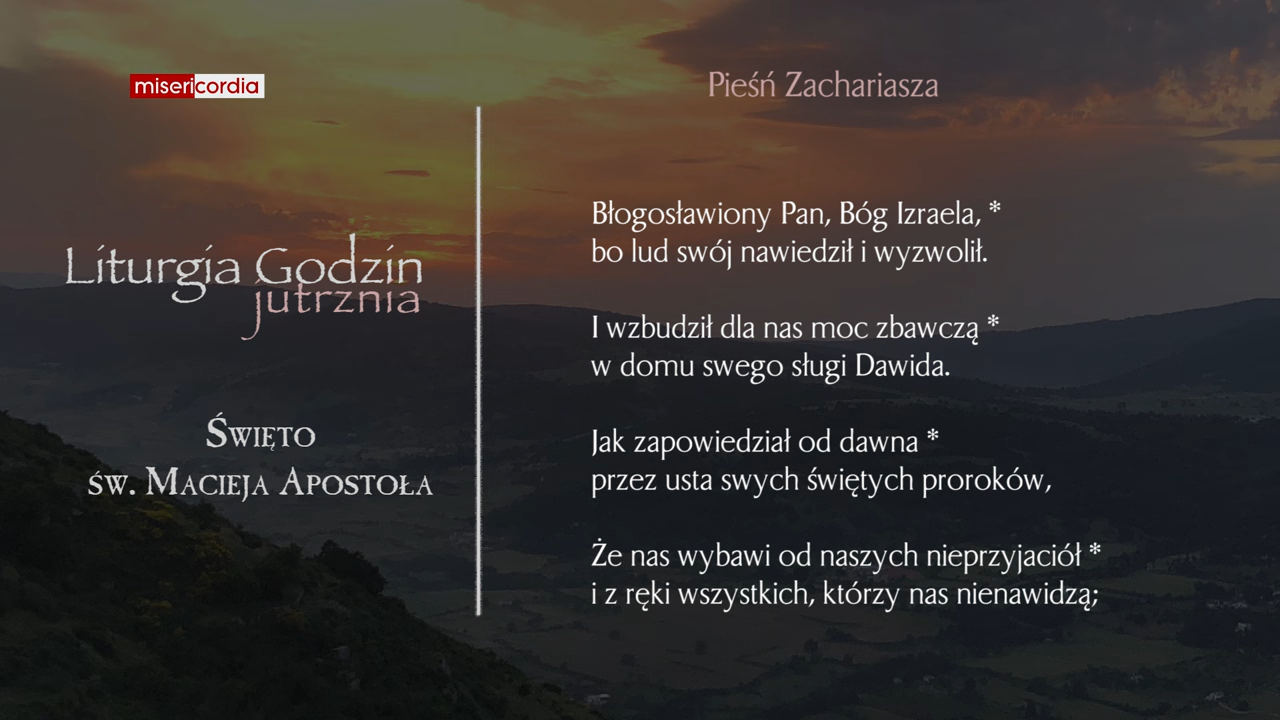 misericordia
Liturgia Godzin
jutrznia
Święto
św. Macieja Apostoła
Pieśń Zachariasza
Błogosławiony Pan, Bóg Izraela, *
bo lud swój nawiedził i wyzwolił.
I wzbudził dla nas moc zbawczą *
w domu swego sługi Dawida.
Jak zapowiedział od dawna *
przez usta swych świętych proroków,
Że nas wybawi od naszych nieprzyjaciół *
i z ręki wszystkich, którzy nas nienawidzą;